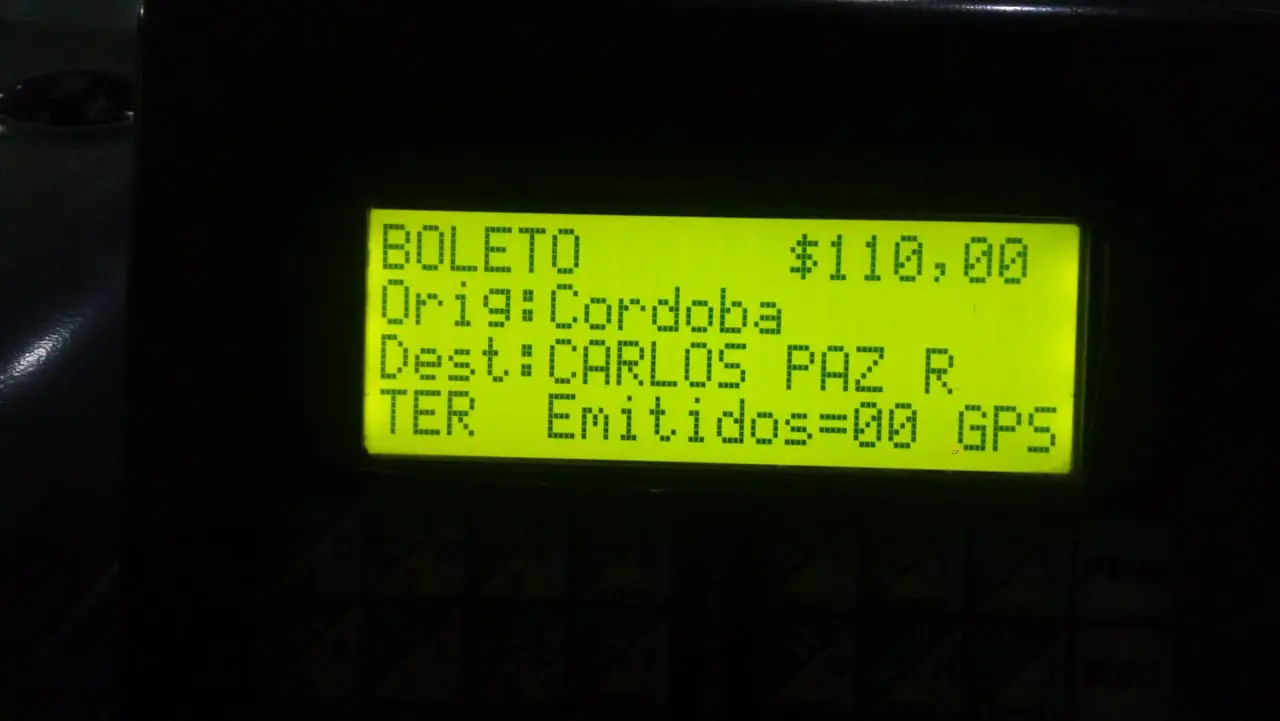 BOLETO $110,00
Orig:Cordoba
Dest:CARLOS PAZ R
TER Emitidos=00 GPS